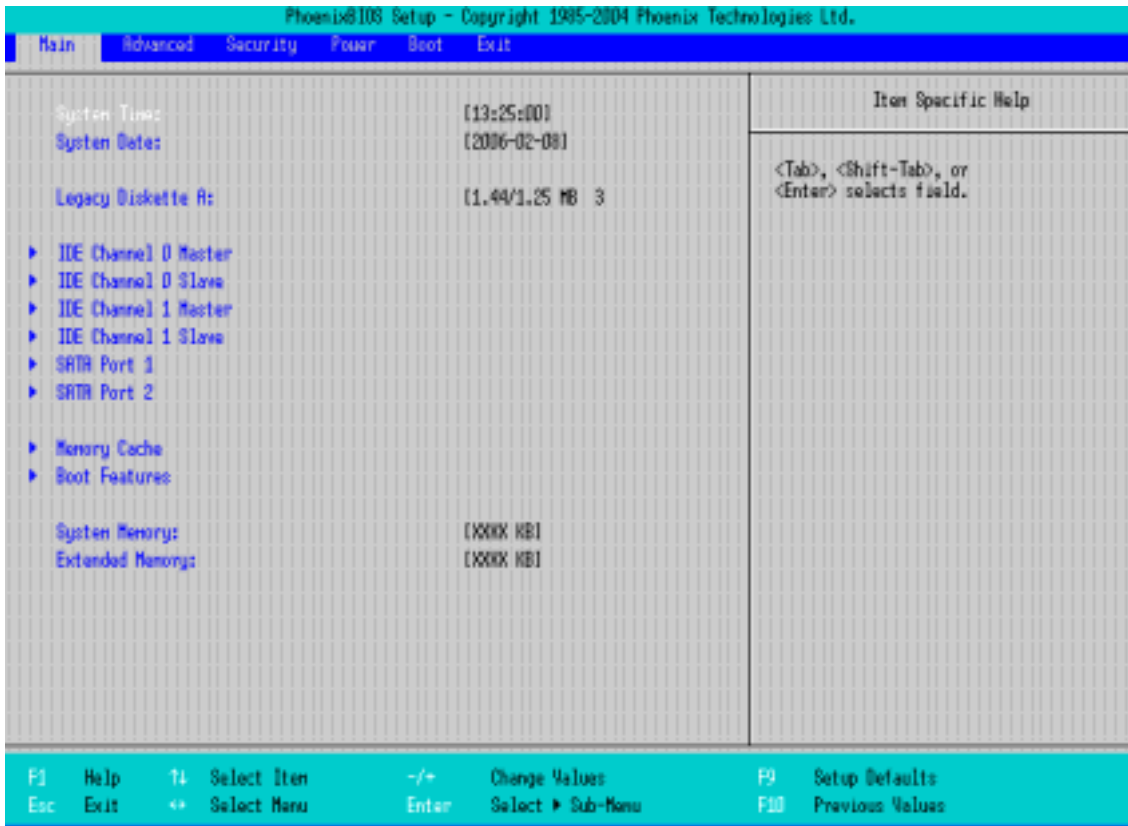 PhoenixBIOS Setup - Copyright 1985-2004 Phoenix Technologies Ltd.
Main Advanced Security Power Boot Exit
System Time: [13:25:00]
System Date: [2006-02-08]
Legacy Diskette A: [1.44/1.25 MB 3
▶ IDE Channel 0 Master
▶ IDE Channel 0 Slave
▶ IDE Channel 1 Master
▶ IDE Channel 1 Slave
▶ SATA Port 1
▶ SATA Port 2
▶ Memory Cache
▶ Boot Features
System Memory: [XXXX KB]
Extended Memory: [XXXX KB]
Item Specific Help
<Tab>, <Shift-Tab>, or
<Enter> selects field.
F1 Help ↑↓ Select Item -/+ Change Values F9 Setup Defaults
Esc Exit ↔ Select Menu Enter Select ▶ Sub-Menu F10 Previous Values